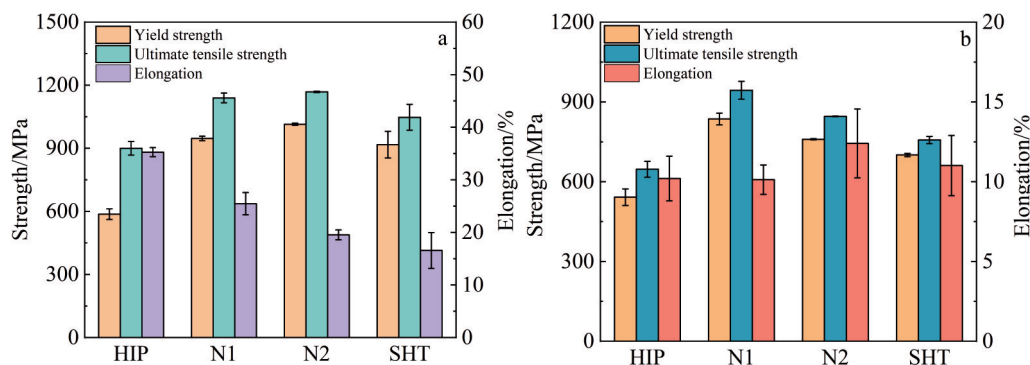 1500
1200
900
600
300
0
Strength/MPa
Yield strength
Ultimate tensile strength
Elongation
a
60
50
40
30
20
10
0
Elongation/%
HIP N1 N2 SHT
1200
900
600
300
0
Strength/MPa
Yield strength
Ultimate tensile strength
Elongation
b
20
15
10
5
0
Elongation/%
HIP N1 N2 SHT